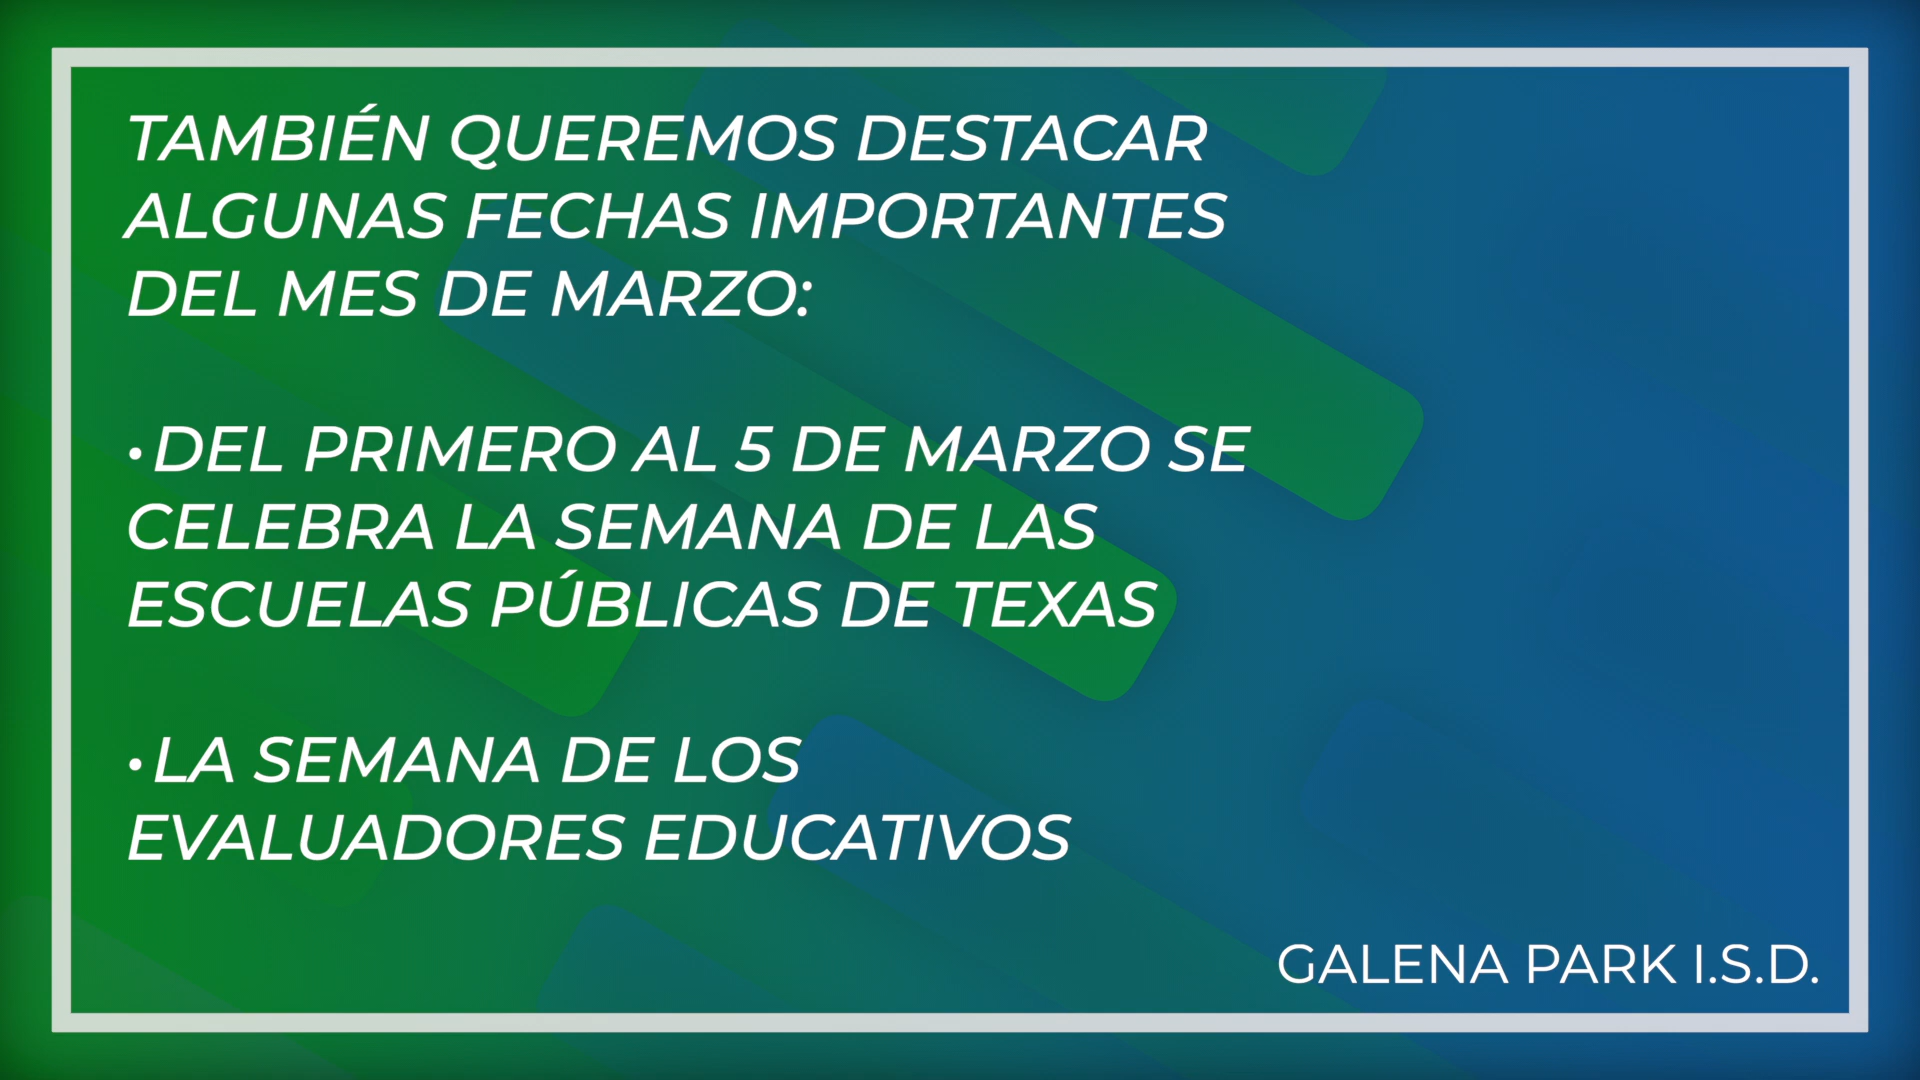 TAMBIÉN QUEREMOS DESTACAR
ALGUNAS FECHAS IMPORTANTES
DEL MES DE MARZO:
• DEL PRIMERO AL 5 DE MARZO SE
CELEBRA LA SEMANA DE LAS
ESCUELAS PÚBLICAS DE TEXAS
• LA SEMANA DE LOS
EVALUADORES EDUCATIVOS
GALENA PARK I.S.D.